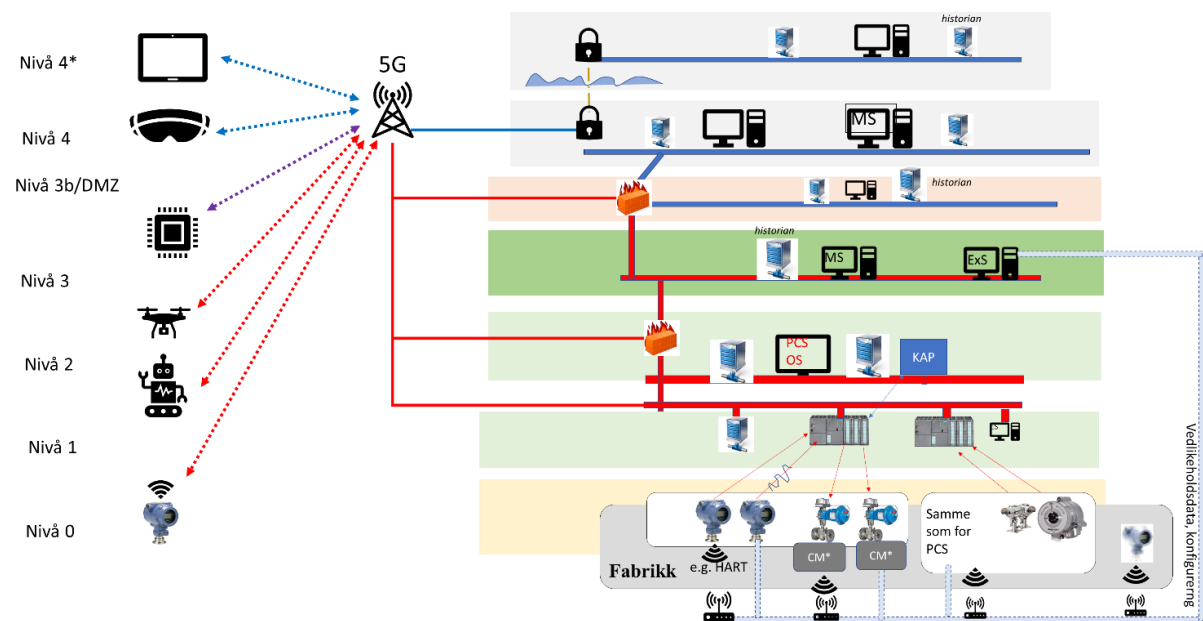 historian
Nivå 4*
5G
Nivå 4
MS
Nivå 3b/DMZ
historian
historian
MS
ExS
Nivå 3
PCS
OS
KAP
Nivå 2
Nivå 1
S
Vedlikeholdsdata, konfigurerng
Nivå 0
Samme
som for
PCS
CM*
CM*
e.g. HART
Fabrikk